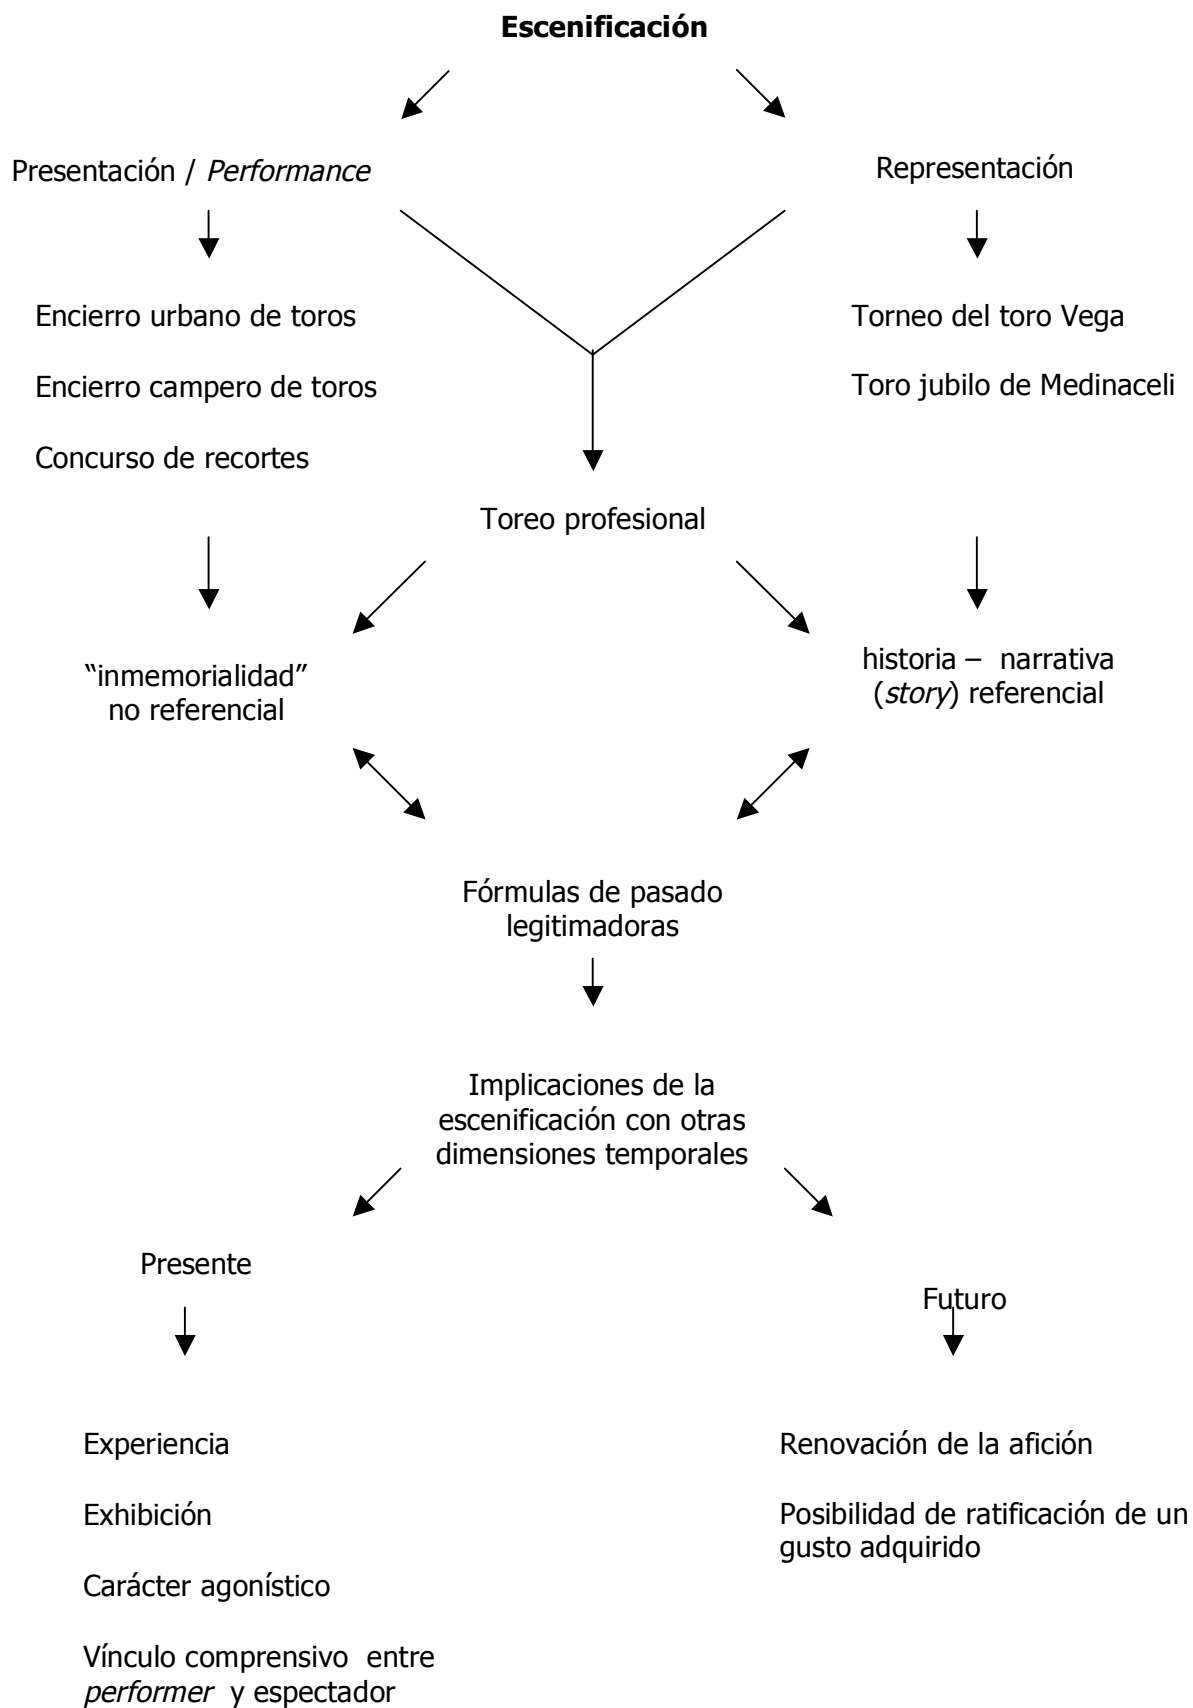 Escenificación
Presentación / Performance
Representación
Encierro urbano de toros
Encierro campero de toros
Concurso de recortes
Torneo del toro Vega
Toro jubilo de Medinaceli
Toreo profesional
“inmemorialidad”
no referencial
historia – narrativa
(story) referencial
Fórmulas de pasado
legitimadoras
Implicaciones de la
escenificación con otras
dimensiones temporales
Presente
Futuro
Experiencia
Exhibición
Carácter agonístico
Vínculo comprensivo entre
performer y espectador
Renovación de la afición
Posibilidad de ratificación de un
gusto adquirido